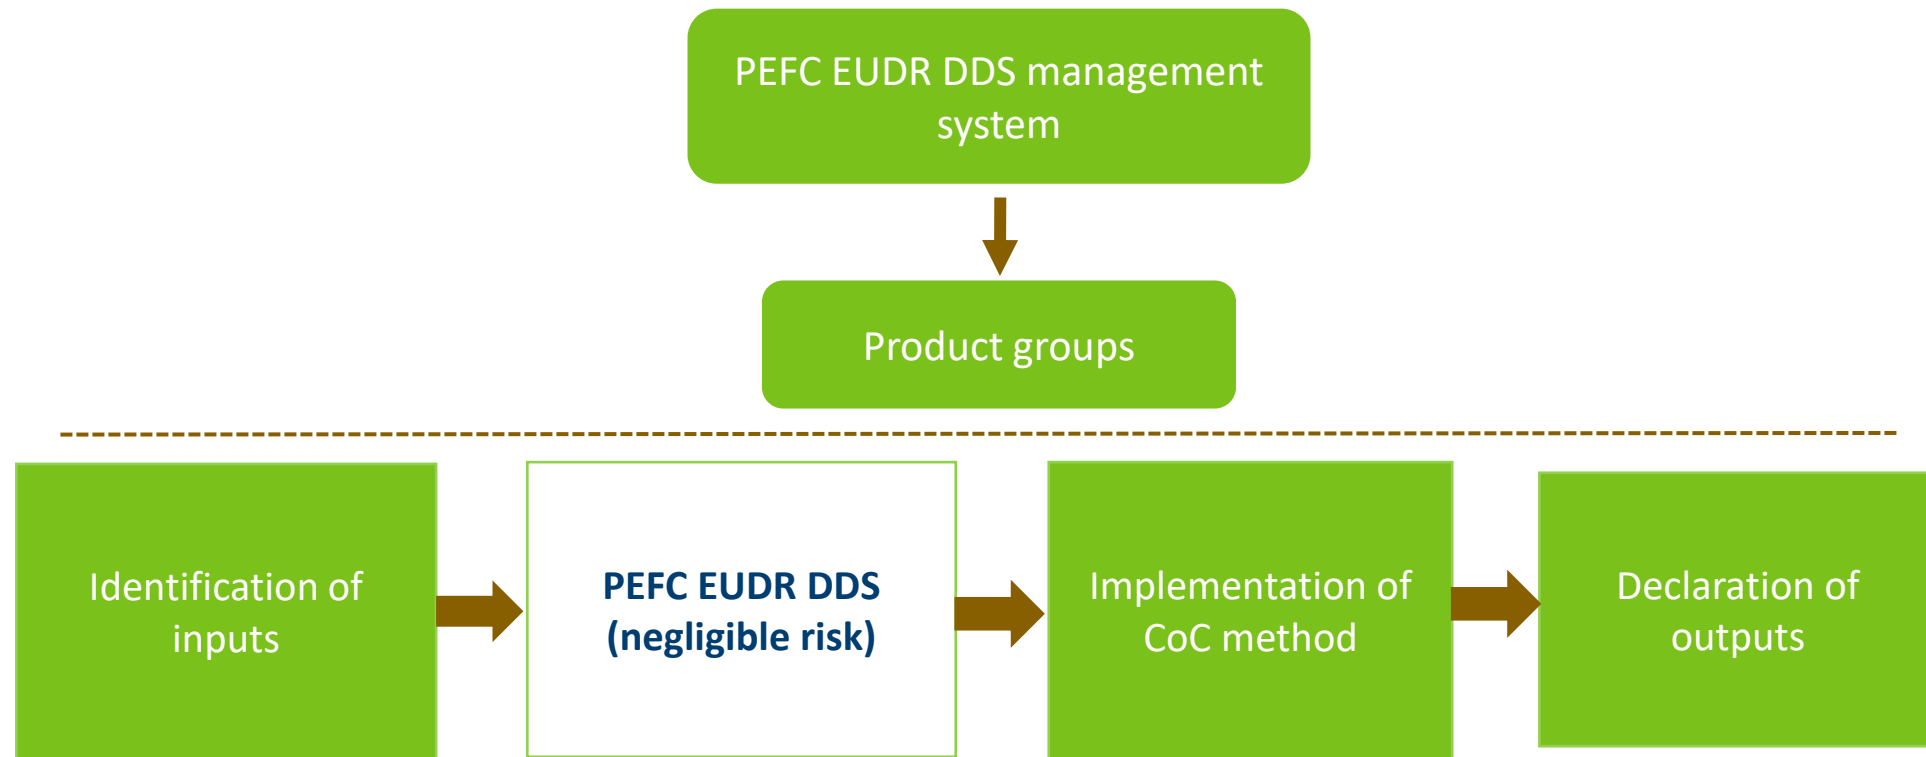 PEFC EUDR DDS management
system
Product groups
Identification of
inputs
PEFC EUDR DDS
(negligible risk)
Implementation of
CoC method
Declaration of
outputs